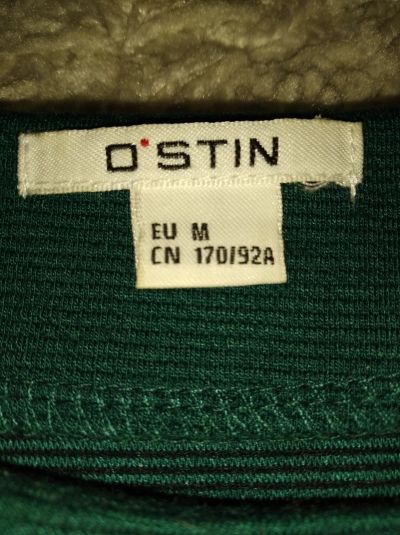 O'STIN
EU M
CN 170/92A